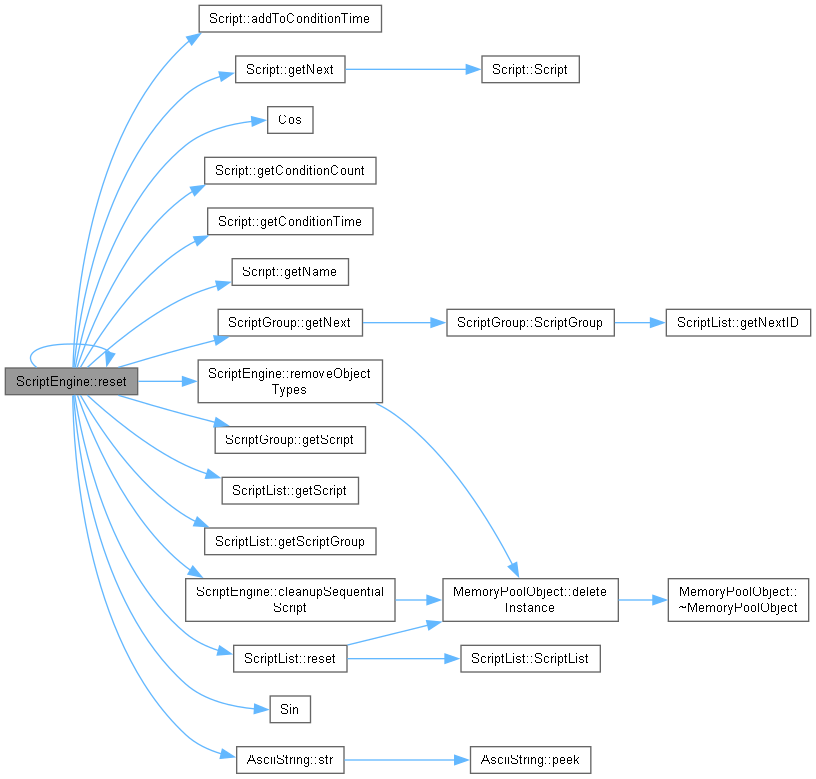 Script::addToConditionTime
Script::getNext
Script::Script
Cos
Script::getConditionCount
Script::getConditionTime
Script::getName
ScriptGroup::getNext
ScriptGroup::ScriptGroup
ScriptList::getNextID
ScriptEngine::reset
ScriptEngine::removeObject
Types
ScriptGroup::getScript
ScriptList::getScript
ScriptList::getScriptGroup
ScriptEngine::cleanupSequential
Script
MemoryPoolObject::delete
Instance
MemoryPoolObject::
~MemoryPoolObject
ScriptList::reset
ScriptList::ScriptList
Sin
AsciiString::str
AsciiString::peek